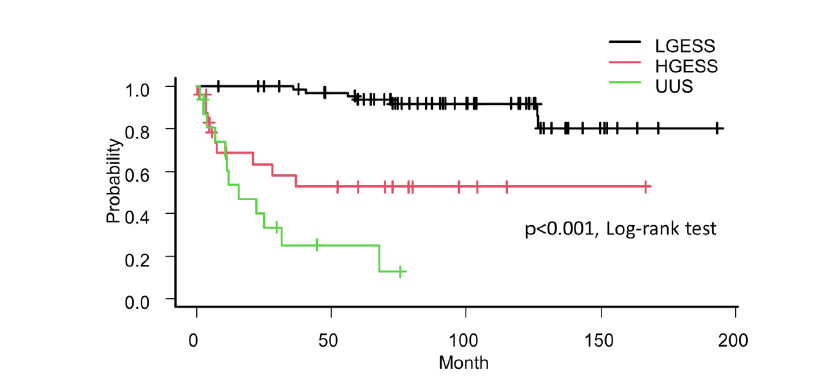 LGESS
HGESS
UUS
1.0
0.8
0.6
0.4
0.2
0.0
Probability
p<0.001, Log-rank test
0 50 100 150 200
Month